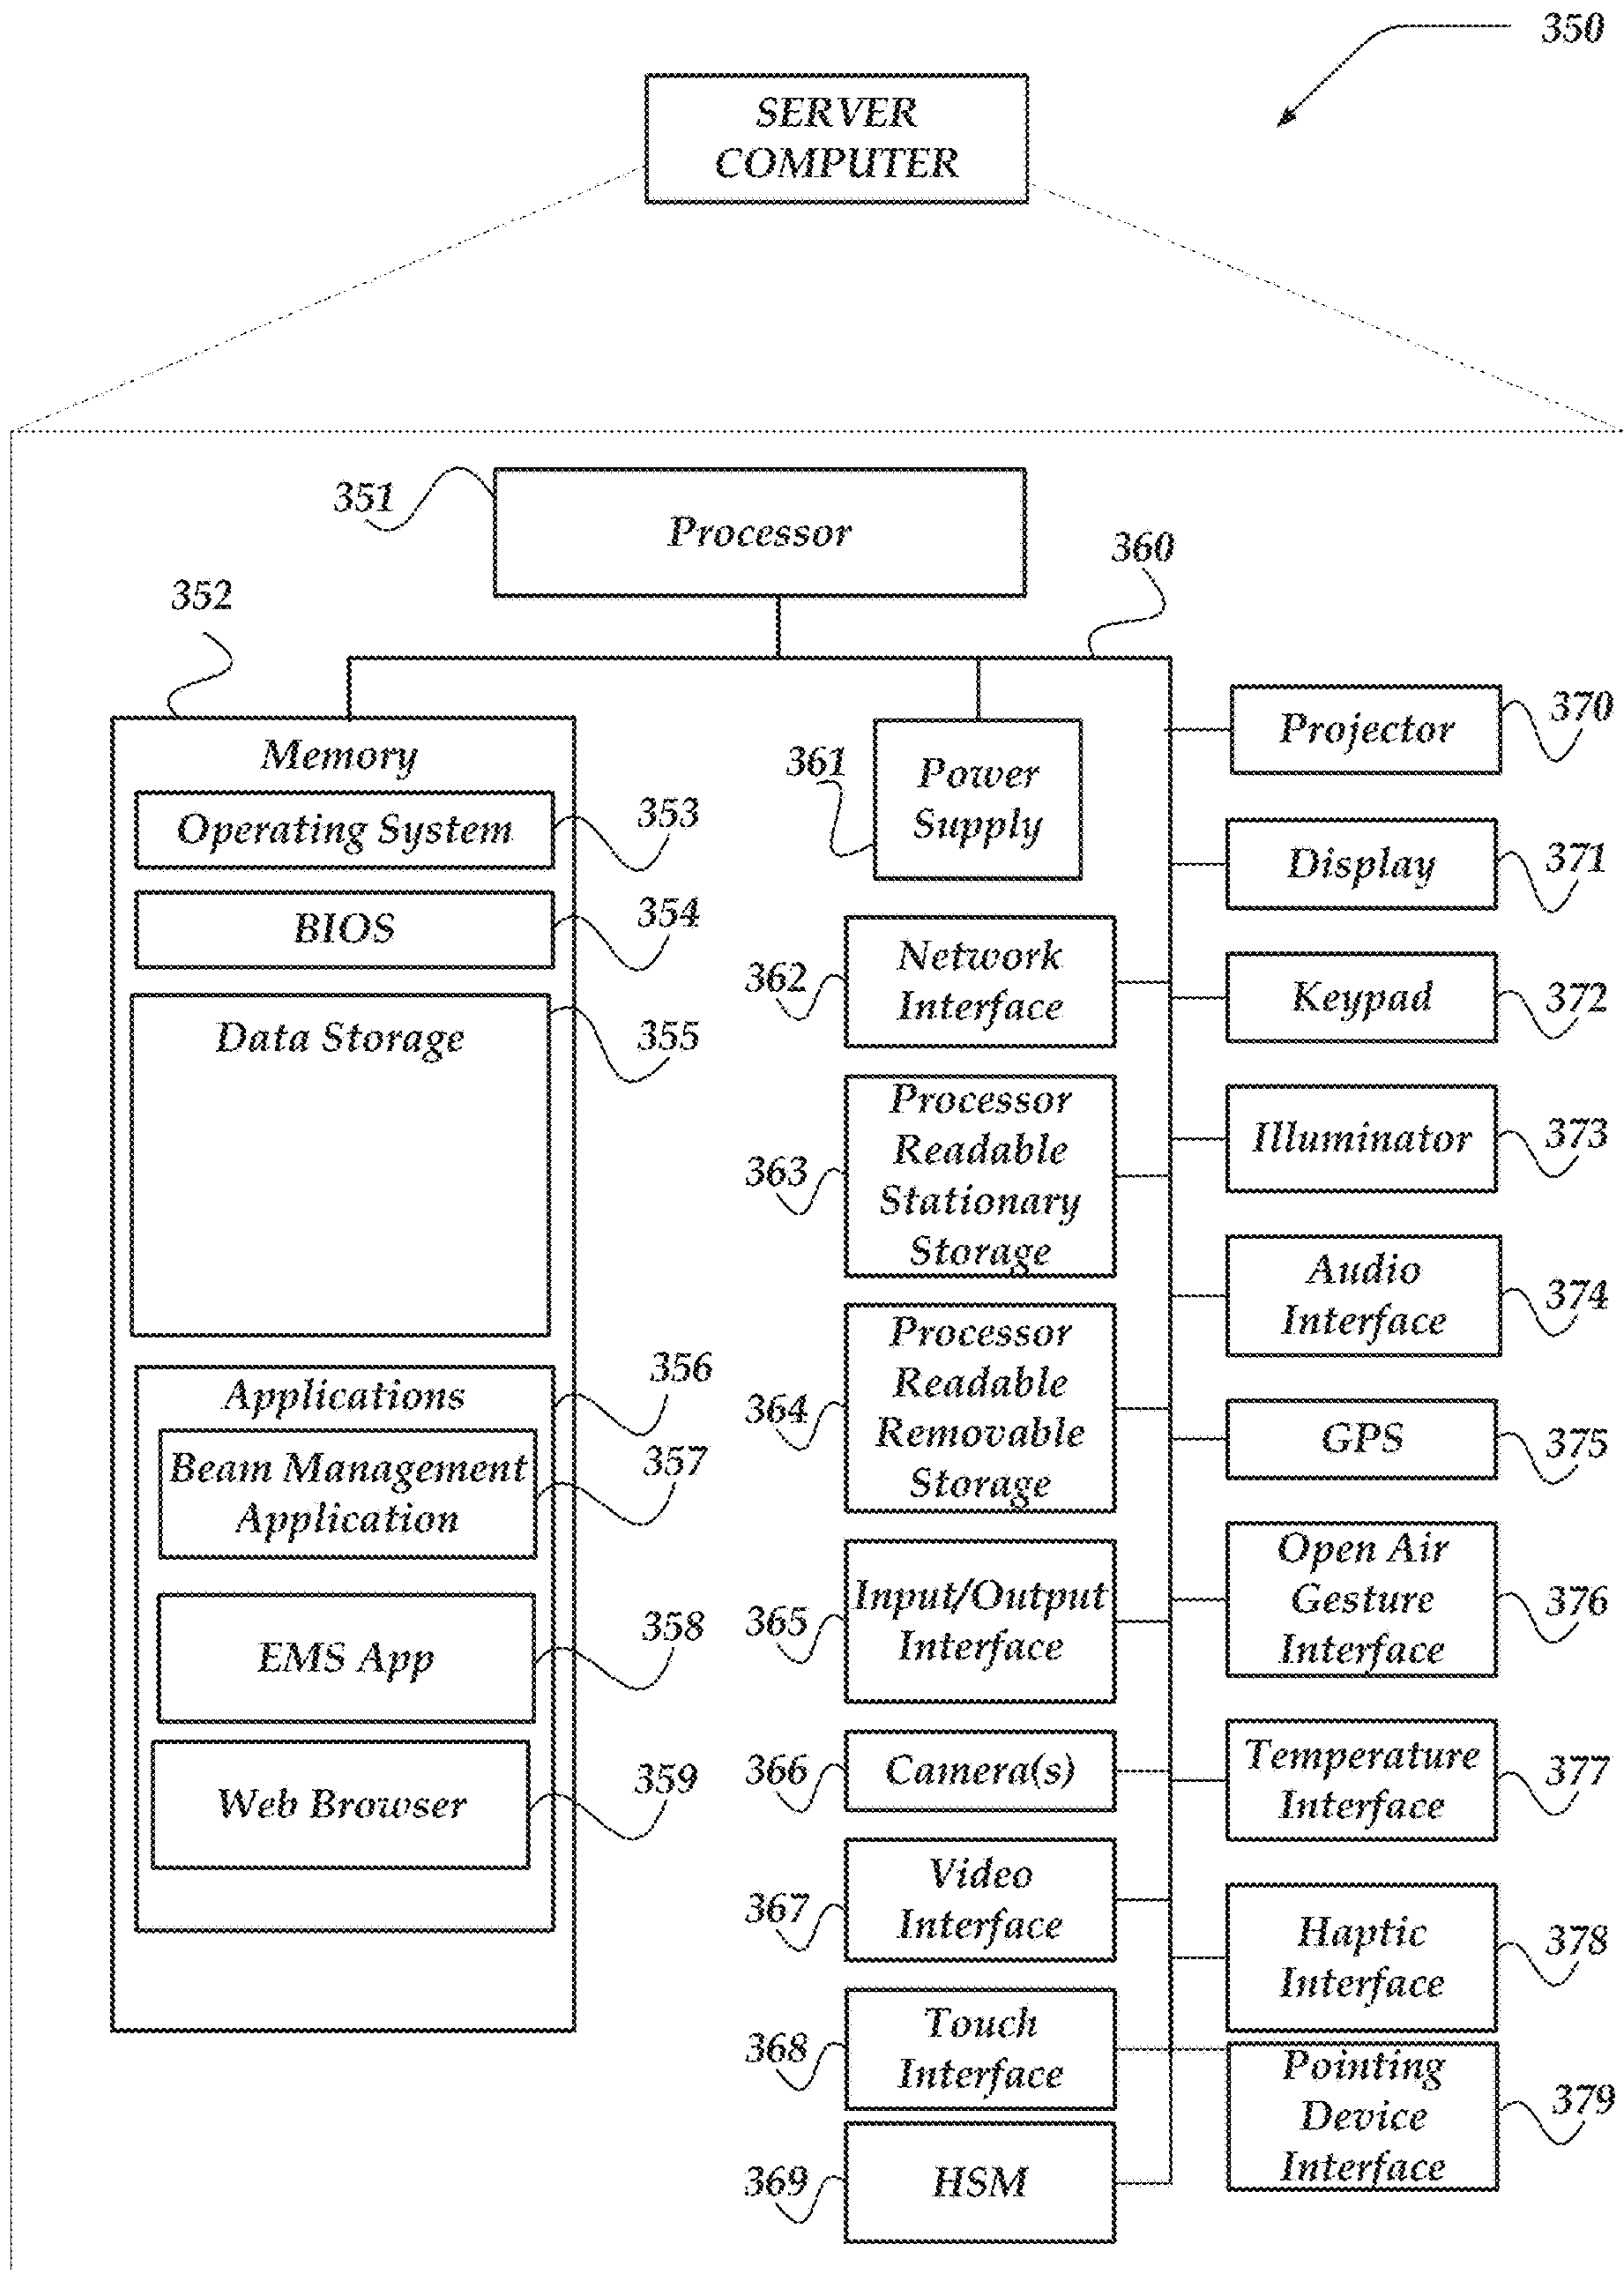 350
SERVER
COMPUTER
351
Processor
360
352
Memory
Operating System
353
BIOS
354
Data Storage
355
Applications
356
Beam Management
Application
357
EMS App
358
Web Browser
359
361
Power
Supply
362
Network
Interface
363
Processor
Readable
Stationary
Storage
364
Processor
Readable
Removable
Storage
365
Input/Output
Interface
366
Camera(s)
367
Video
Interface
368
Touch
Interface
369
HSM
Projector
370
Display
371
Keypad
372
Illuminator
373
Audio
Interface
374
GPS
375
Open Air
Gesture
Interface
376
Temperature
Interface
377
Haptic
Interface
378
Pointing
Device
Interface
379